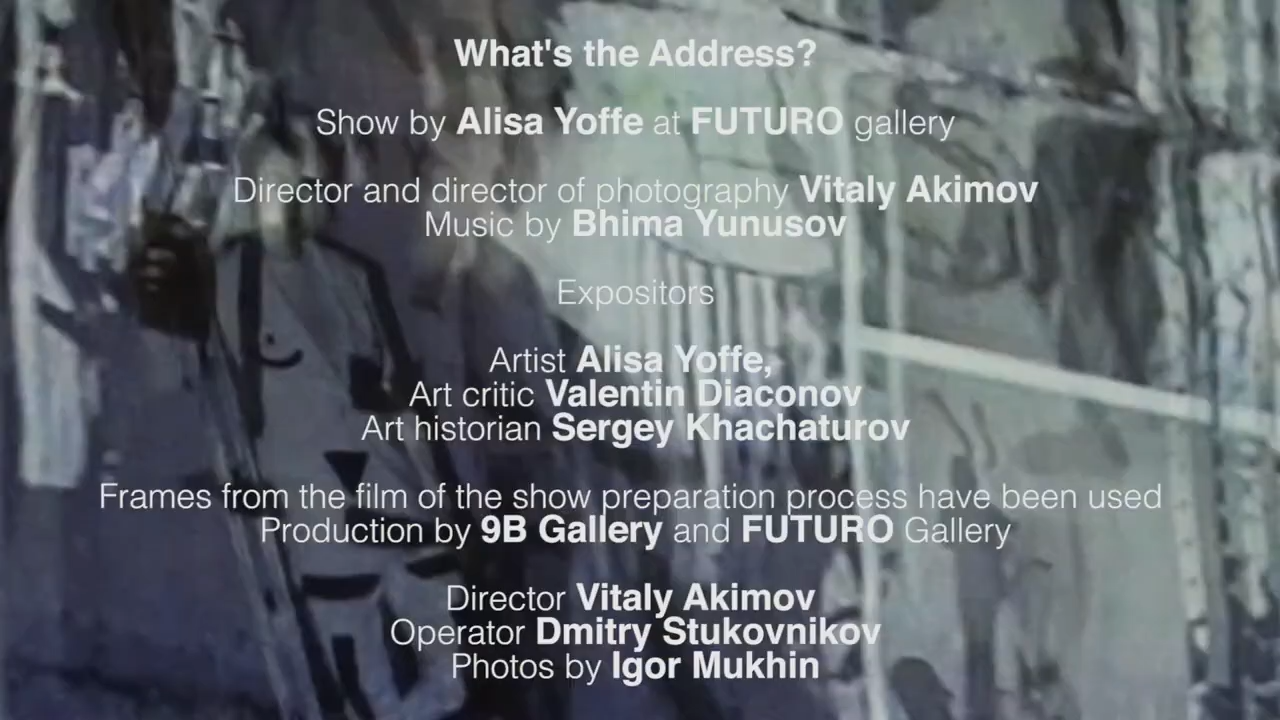 What's the Address?
Show by Alisa Yoffe at FUTURO gallery
Director and director of photography Vitaly Akimov
Music by Bhima Yunusov
Expositors
Artist Alisa Yoffe,
Art critic Valentin Diaconov
Art historian Sergey Khachaturov
Frames from the film of the show preparation process have been used
Production by 9B Gallery and FUTURO Gallery
Director Vitaly Akimov
Operator Dmitry Stukovnikov
Photos by Igor Mukhin